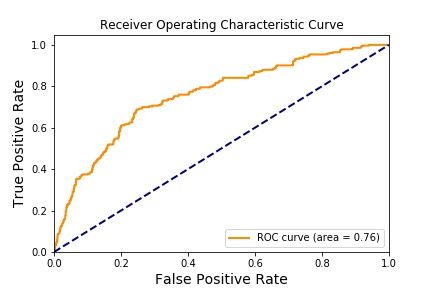 Receiver Operating Characteristic Curve
True Positive Rate
1.0
0.8
0.6
0.4
0.2
0.0
ROC curve (area = 0.76)
0.0 0.2 0.4 0.6 0.8 1.0
False Positive Rate